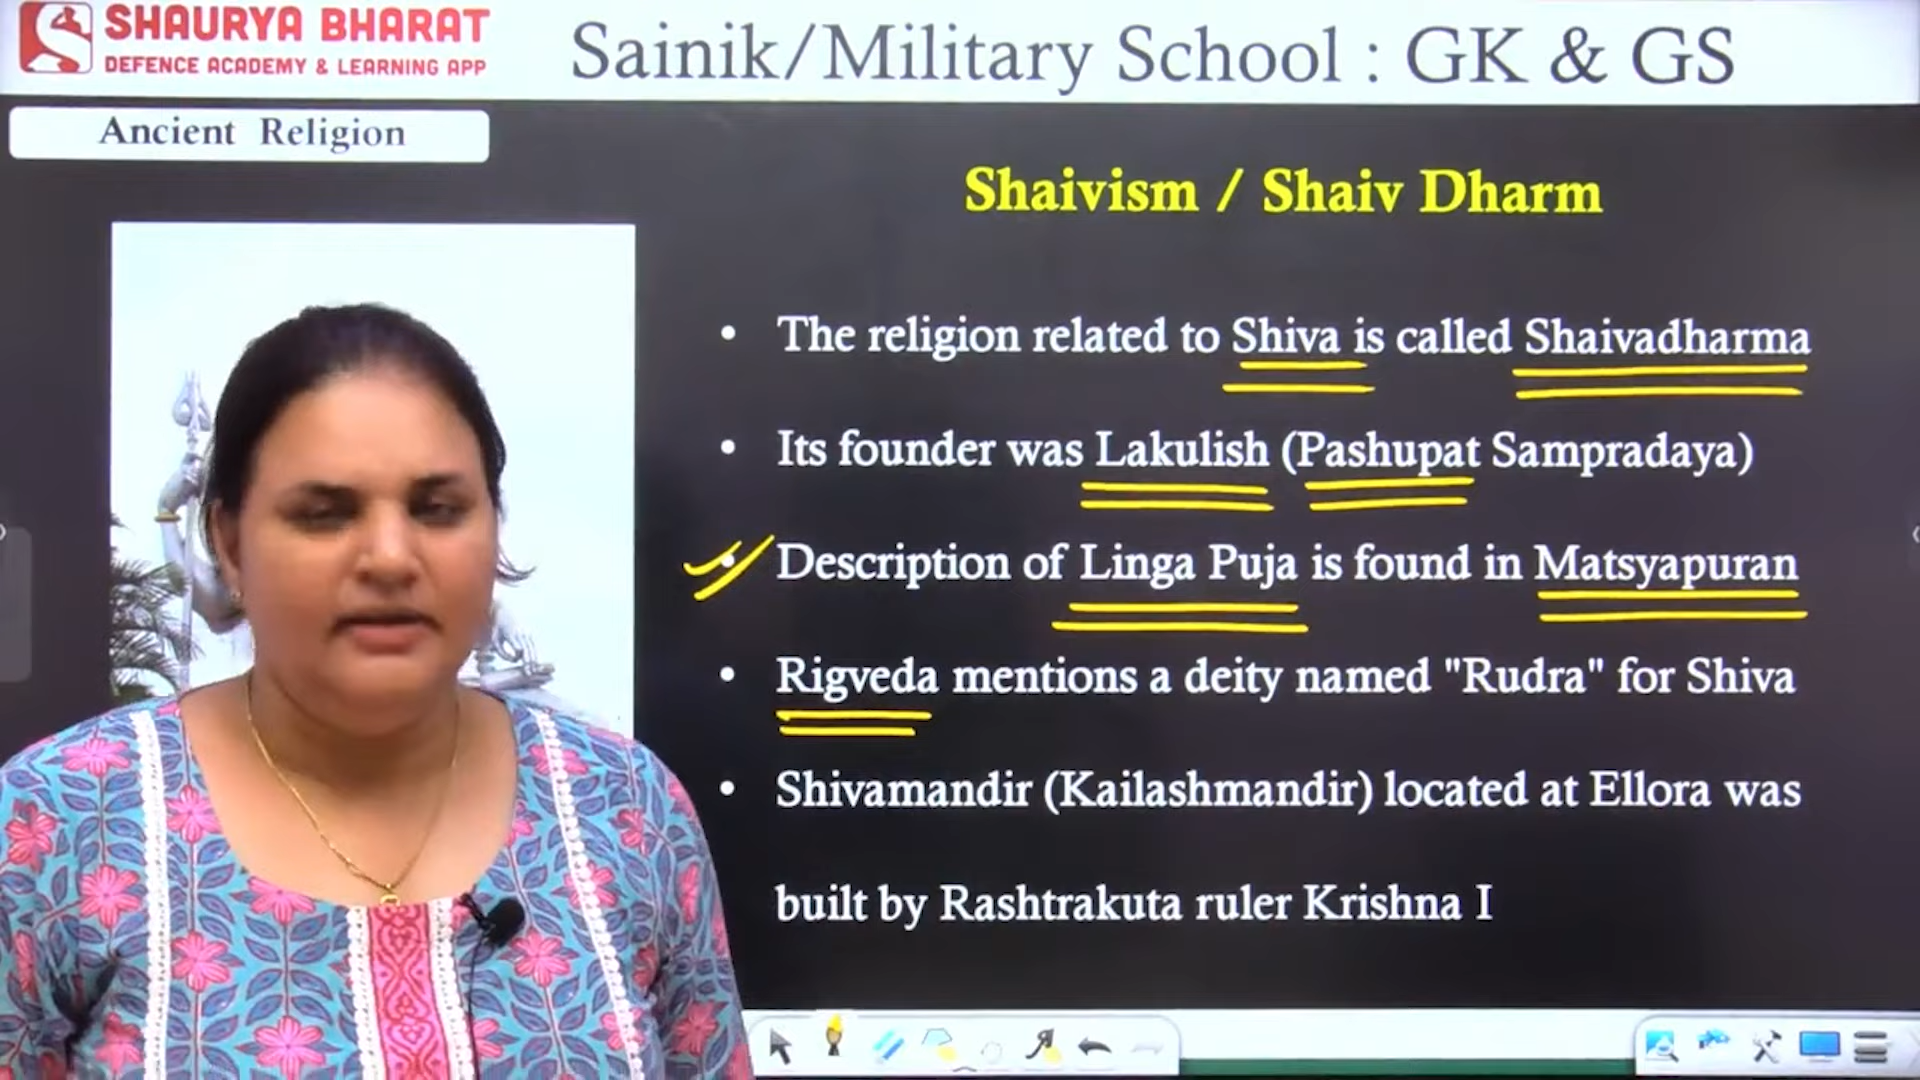 SHAURYA BHARAT
DEFENCE ACADEMY & LEARNING APP
Sainik/Military School : GK & GS
Ancient Religion
Shaivism / Shaiv Dharm
• The religion related to Shiva is called Shaivadharma
• Its founder was Lakulish (Pashupat Sampradaya)
• Description of Linga Puja is found in Matsyapuran
• Rigveda mentions a deity named "Rudra" for Shiva
• Shivamandir (Kailashmandir) located at Ellora was
built by Rashtrakuta ruler Krishna I